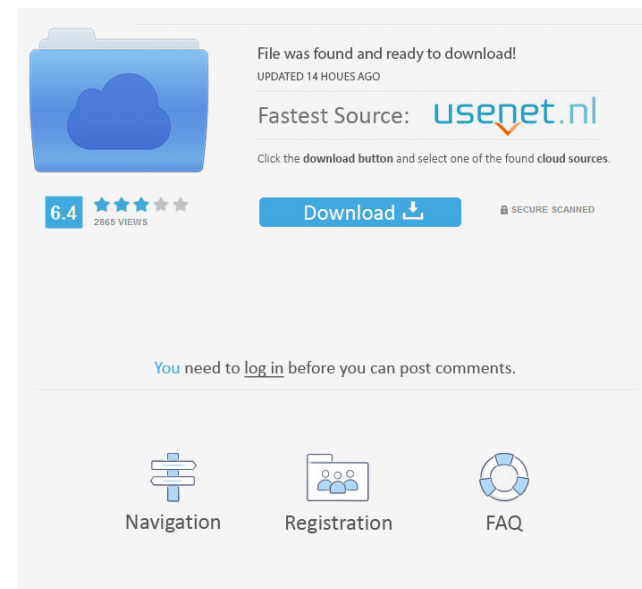 File was found and ready to download!
UPDATED 14 HOUES AGO
Fastest Source: usenet.nl
Click the download button and select one of the found cloud sources.
6.4
2865 VIEWS
Download
SECURE SCANNED
You need to log in before you can post comments.
Navigation
Registration
FAQ